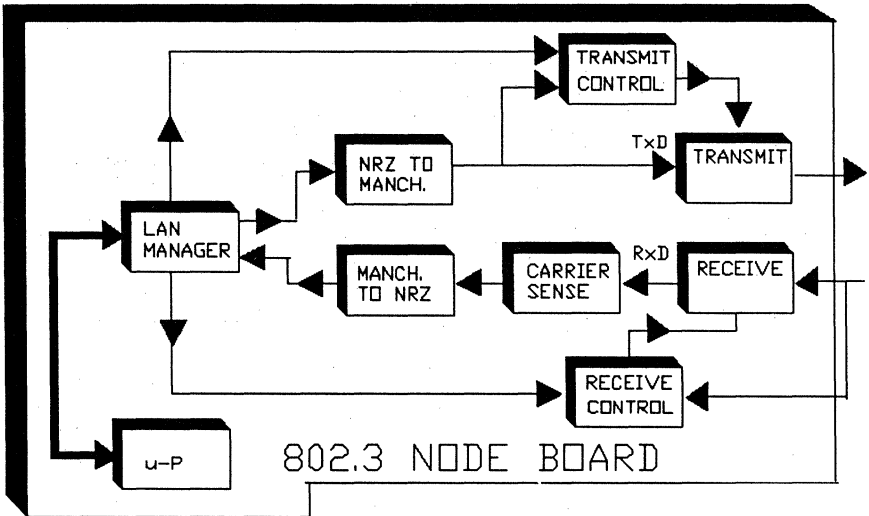 TRANSMIT
CONTROL
TxD
TRANSMIT
NRZ TO
MANCH.
LAN
MANAGER
MANCH.
TO NRZ
CARRIER
SENSE
RxD
RECEIVE
RECEIVE
CONTROL
u-P
802.3 NODE BOARD